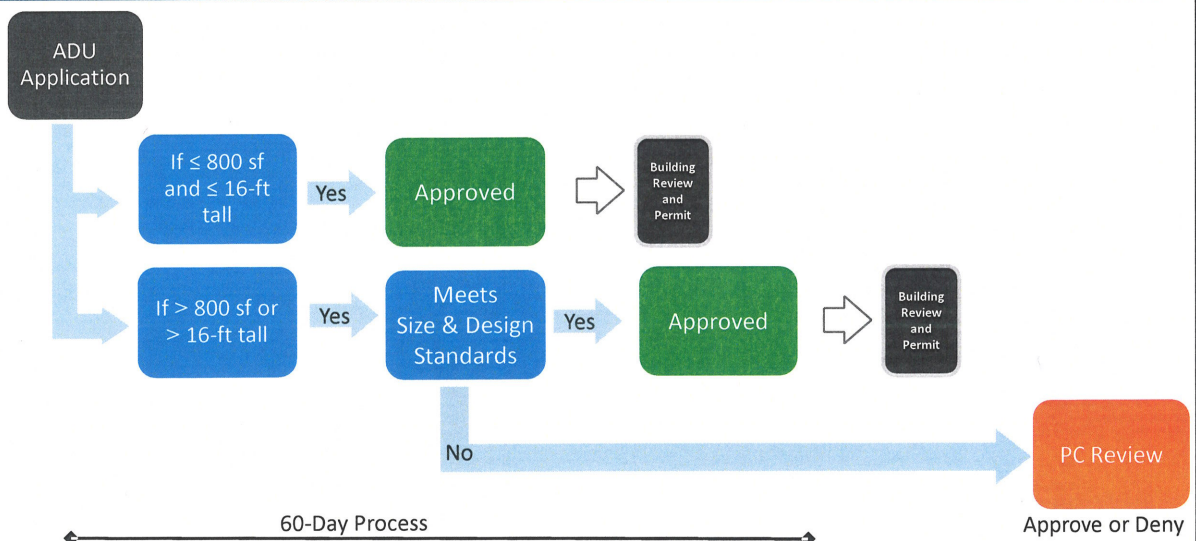 ADU
Application
If ≤ 800 sf
and ≤ 16-ft
tall
Yes
Approved
Building
Review
and
Permit
If > 800 sf or
> 16-ft tall
Yes
Meets
Size & Design
Standards
Yes
Approved
Building
Review
and
Permit
No
PC Review
Approve or Deny
60-Day Process